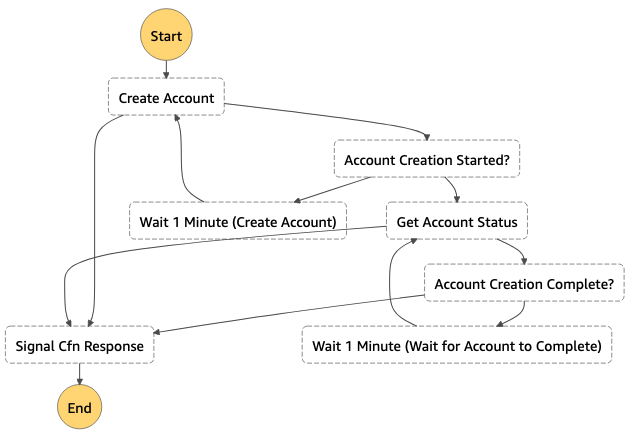 Start
Create Account
Account Creation Started?
Wait 1 Minute (Create Account)
Get Account Status
Account Creation Complete?
Signal Cfn Response
Wait 1 Minute (Wait for Account to Complete)
End